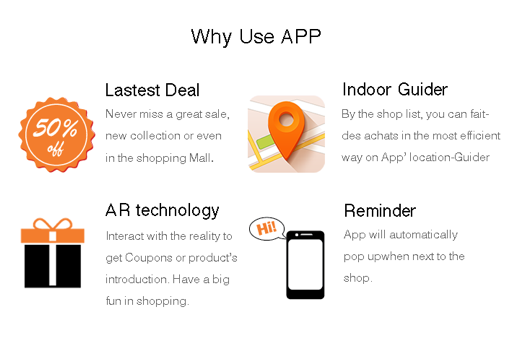 Why Use APP
50%
off
Lastest Deal
Never miss a great sale,
new collection or even
in the shopping Mall.
Indoor Guider
By the shop list, you can fait-
des achats in the most efficient
way on App' location-Guider
AR technology
Interact with the reality to
get Coupons or product's
introduction. Have a big
fun in shopping.
Hi!
Reminder
App will automatically
pop upwhen next to the
shop.